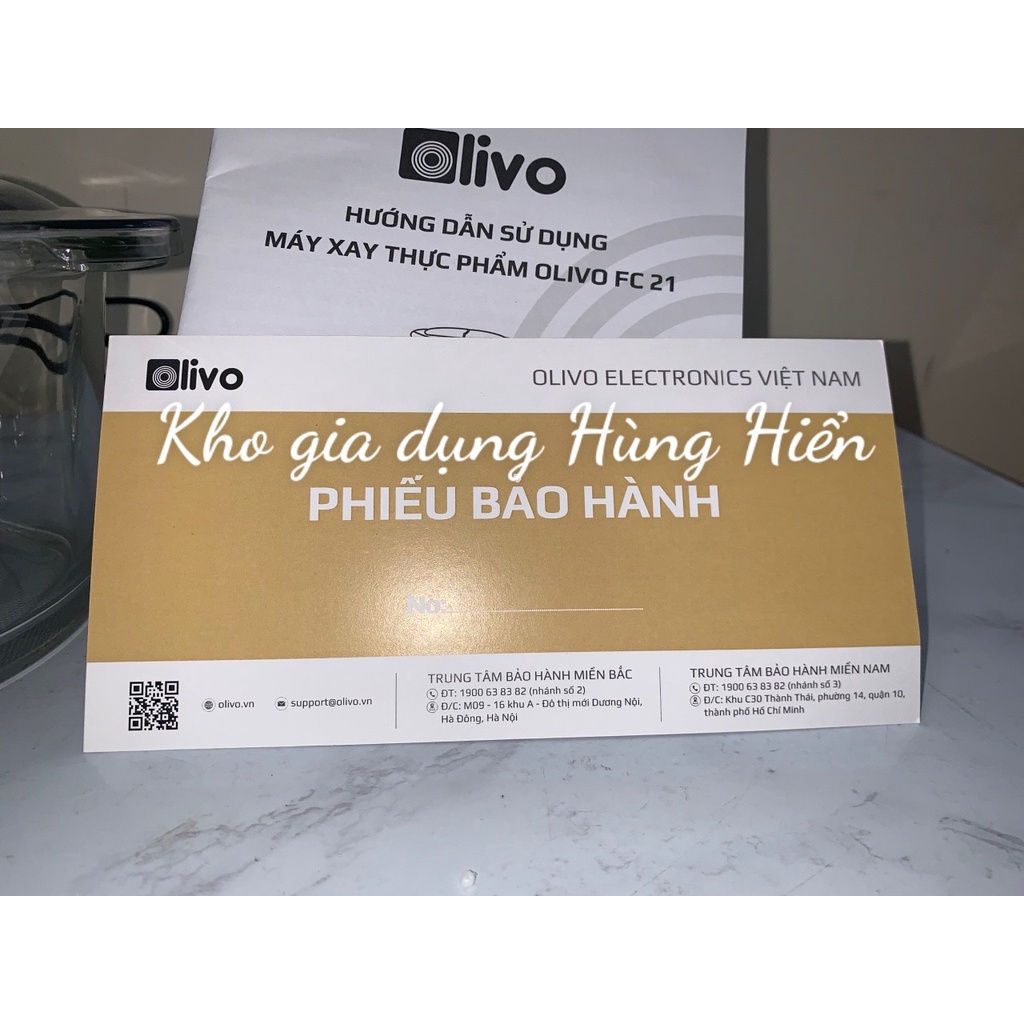 Olivo
HƯỚNG DẪN SỬ DỤNG
MÁY XAY THỰC PHẨM OLIVO FC 21
Olivo
OLIVO ELECTRONICS VIỆT NAM
Kho gia dụng Hùng Hiển
PHIẾU BẢO HÀNH
No:
olivo.vn
support@olivo.vn
TRUNG TÂM BẢO HÀNH MIỀN BẮC
ĐT: 1900 63 83 82 (nhánh số 2)
Đ/C: M09 - 16 khu A - Đô thị mới Dương Nội,
Hà Đông, Hà Nội
TRUNG TÂM BẢO HÀNH MIỀN NAM
ĐT: 1900 63 83 82 (nhánh số 3)
Đ/C: Khu C30 Thành Thái, phường 14, quận 10,
thành phố Hồ Chí Minh